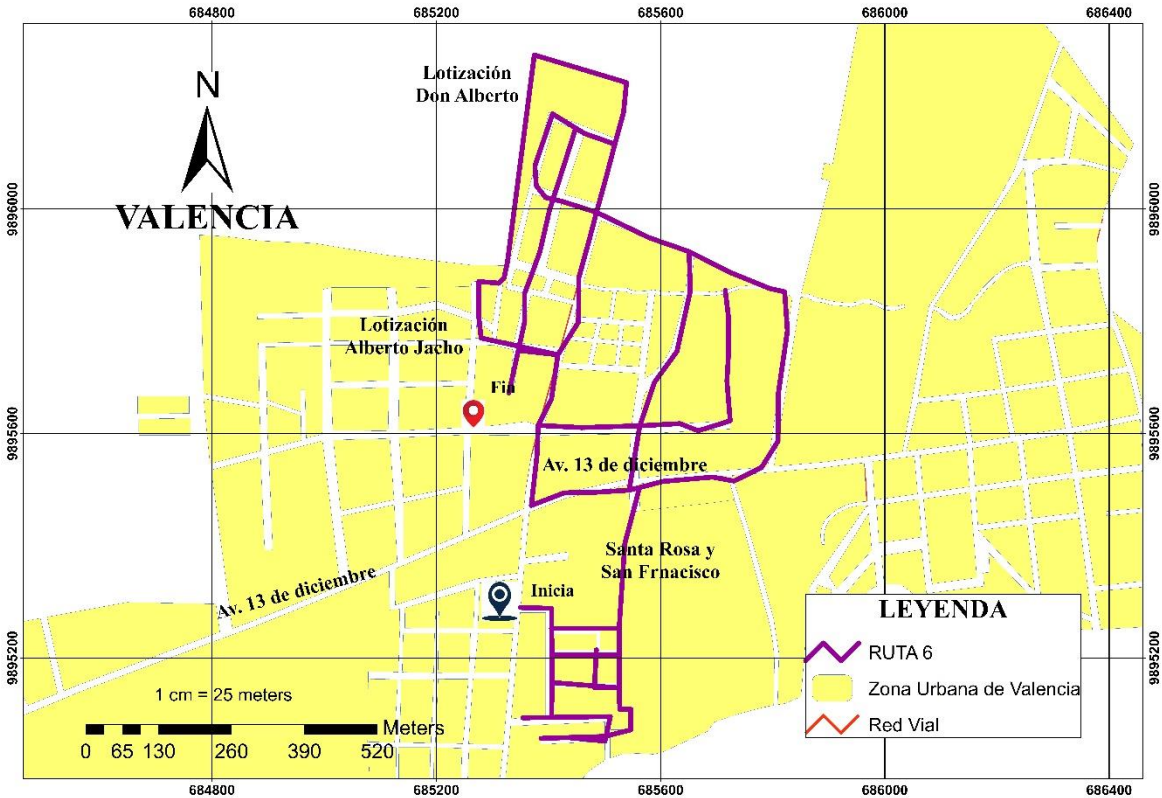 684800
685200
685600
686000
686400
Lotización
Don Alberto
N
VALENCIA
9896000
9896000
Lotización
Alberto Jacho
Fin
9895600
9895600
Av. 13 de diciembre
Santa Rosa y
San Frnacisco
Av. 13 de diciembre
Inicia
LEYENDA
RUTA 6
Zona Urbana de Valencia
Red Vial
9895200
9895200
1 cm = 25 meters
Meters
0 65 130 260 390 520
684800
685200
685600
686000
686400